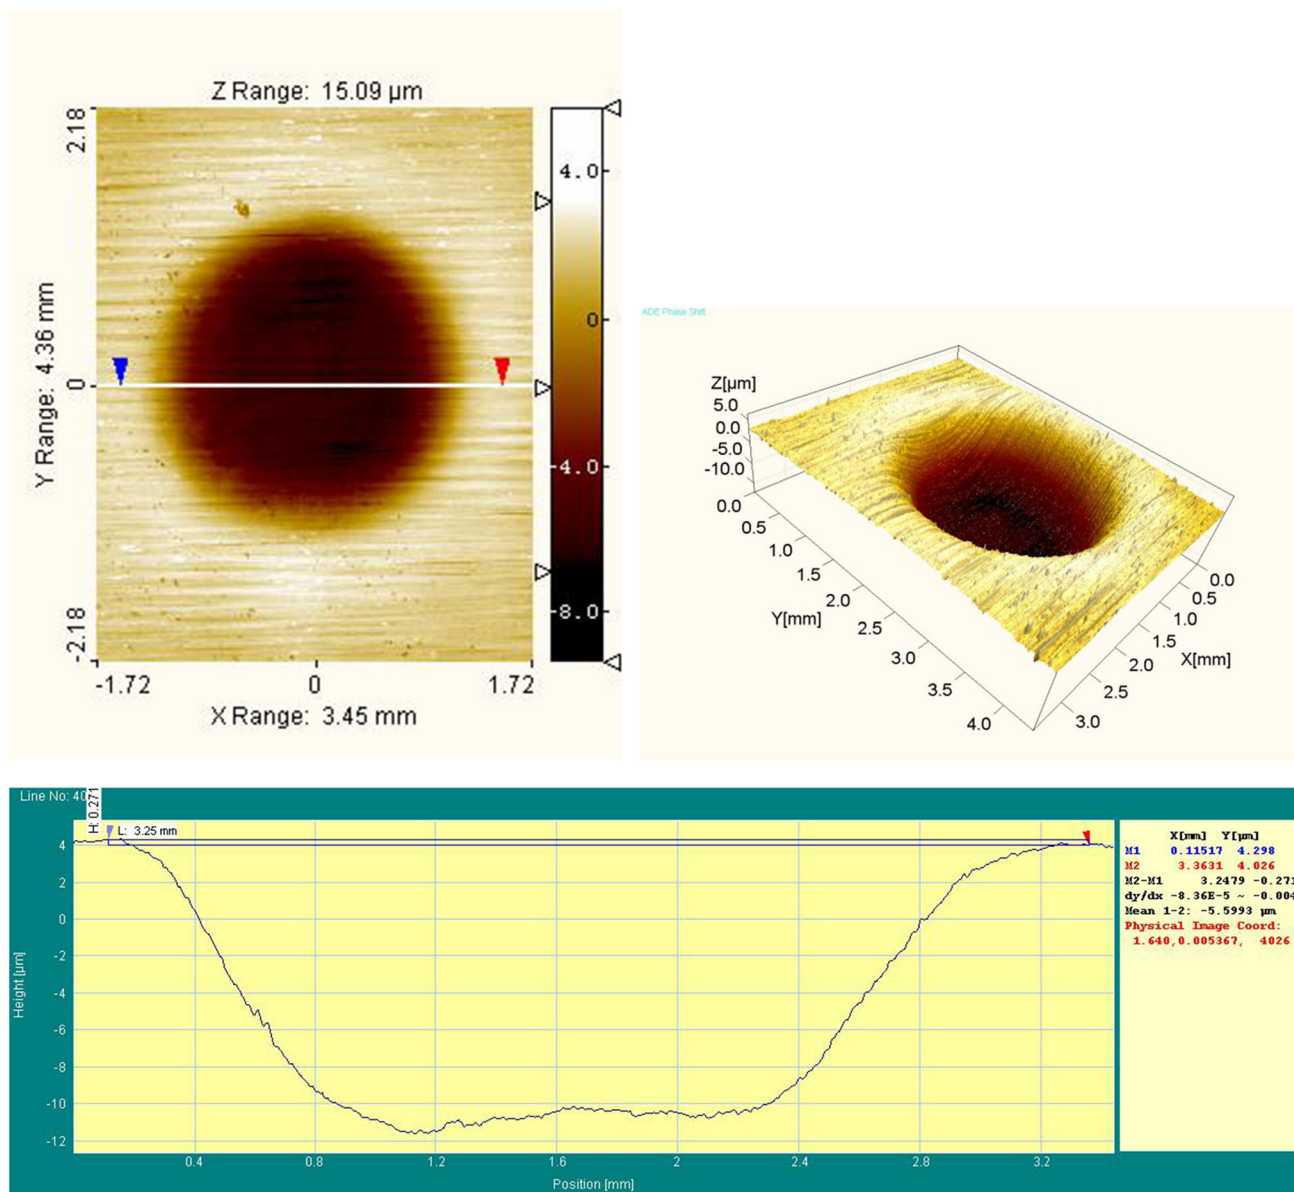 Z Range: 15.09 µm
2.18
0
-2.18
Y Range: 4.36 mm
-1.72
0
1.72
X Range: 3.45 mm
4.0
0
-4.0
-8.0
ADE Phase Shift
Z[µm]
5.0
0.0
-5.0
-10.0
0.0
0.5
1.0
1.5
2.0
2.5
3.0
3.5
4.0
Y[mm]
0.0
0.5
1.0
1.5
2.0
2.5
3.0
X[mm]
Line No: 40
H: 0.271
L: 3.25 mm
4
2
0
-2
-4
-6
-8
-10
-12
Height [µm]
0.4
0.8
1.2
1.6
2
2.4
2.8
3.2
Position [mm]
X[mm] Y[µm]
M1 0.11517 4.298
M2 3.3631 4.026
M2-M1 3.2479 -0.271
dy/dx -8.36E-5 ~ -0.004
Mean 1-2: -5.5993 µm
Physical Image Coord:
1.640,0.005367, 4026